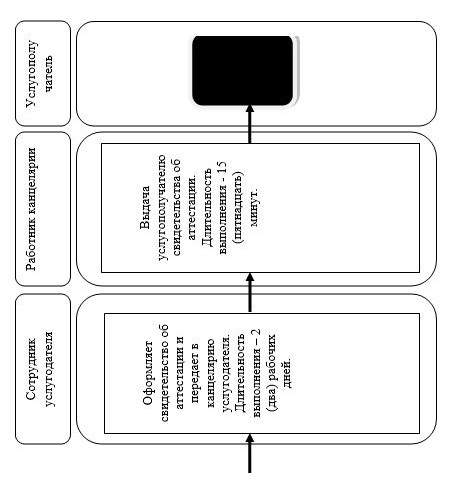 Услугополу
чатель
Работник канцелярии
Выдача
услугополучателю
свидетельства об
аттестации.
Длительность
выполнения - 15
(пятнадцать)
минут.
Сотрудник
услугодателя
Оформляет
свидетельство об
аттестации и
передает в
канцелярию
услугодателя.
Длительность
выполнения – 2
(два) рабочих
дней.